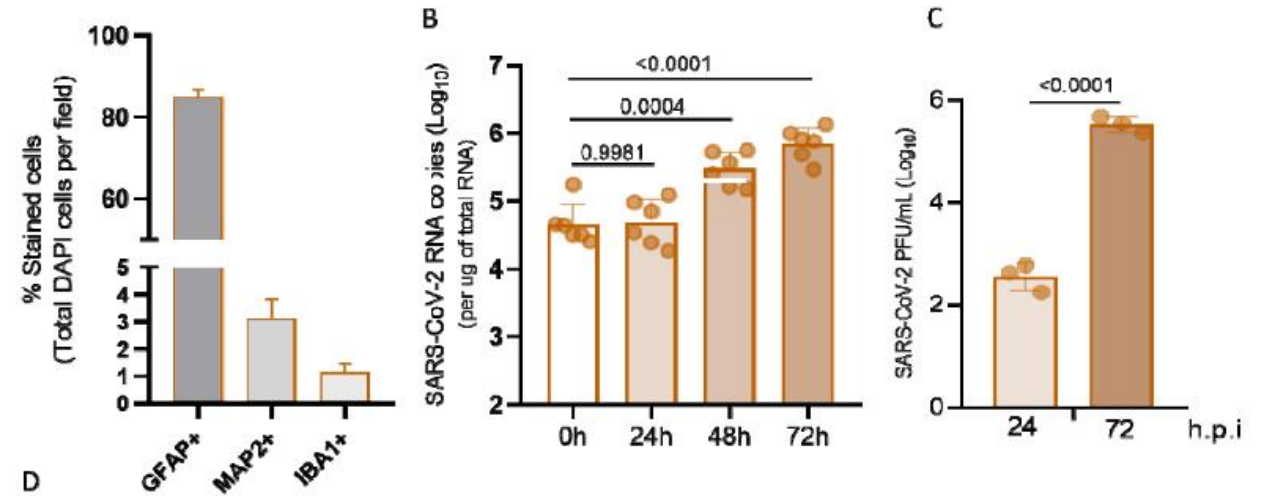 % Stained cells
(Total DAPI cells per field)
100
80
60
5
4
3
2
1
0
GFAP+
MAP2+
IBA1+
B
SARS-CoV-2 RNA co ies (Log10)
(per ug of total RNA)
7
6
5
4
3
2
<0.0001
0.0004
0.9981
0h
24h
48h
72h
C
SARS-CoV-2 PFU/mL (Log10)
6
4
2
0
<0.0001
24
72
h.p.i
D